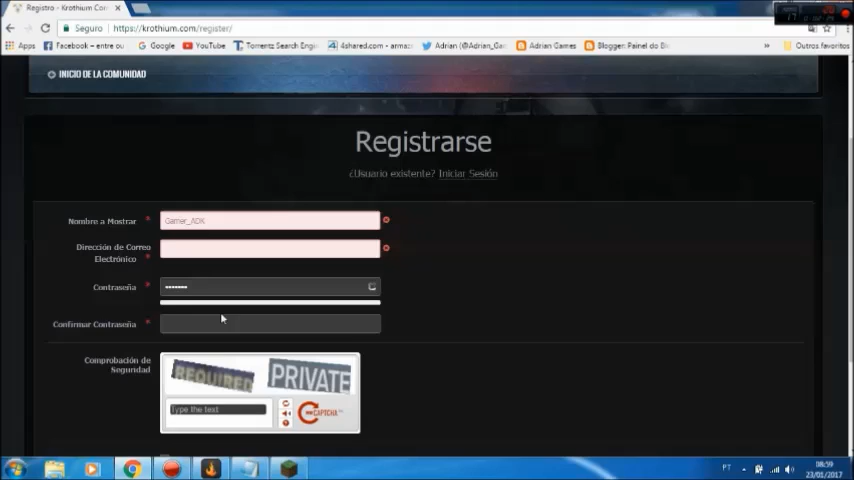 Registro - Krothium Com
Seguro | https://krothium.com/register/
Apps Facebook – entre ou Google YouTube Torrentz Search Engin 4shared.com - armaz Adrian (@Adrian_Ga Adrian Games Blogger: Painel do Bl » Outros favoritos
INICIO DE LA COMUNIDAD
Registrarse
¿Usuario existente? Iniciar Sesión
Nombre a Mostrar * Gamer_ADK
Dirección de Correo
Electrónico *
Contraseña * •••••••
Confirmar Contraseña *
Comprobación de
Seguridad
REQUIRED PRIVATE
Type the text
CAPTCHA
PT 08:59
23/01/2017